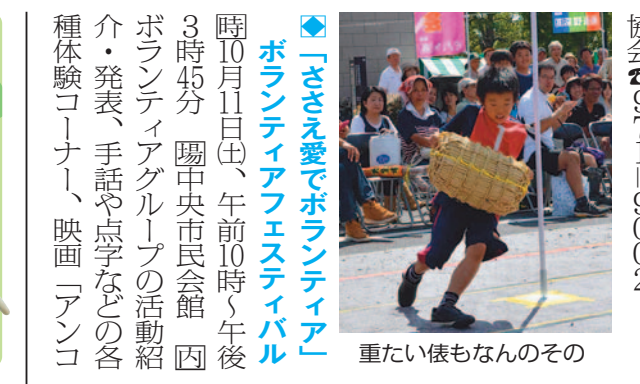 協会☎971―9002
重たい俵もなんのその
◆「ささえ愛でボランティア」
ボランティアフェスティバル
時10月11日㈯、午前10時～午後
3時45分 場中央市民会館 内
ボランティアグループの活動紹
介・発表、手話や点字などの各
種体験コーナー、映画「アンコ